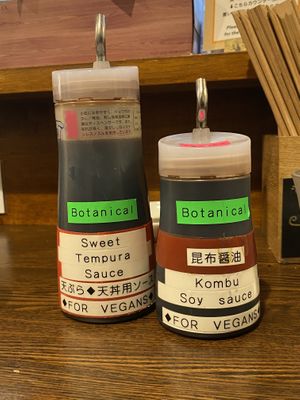 Botanical
Sweet
Tempura
Sauce
天ぷら◆天丼用ソース
◆FOR VEGANS◆
Botanical
昆布醤油
Kombu
Soy sauce
◆FOR VEGANS◆